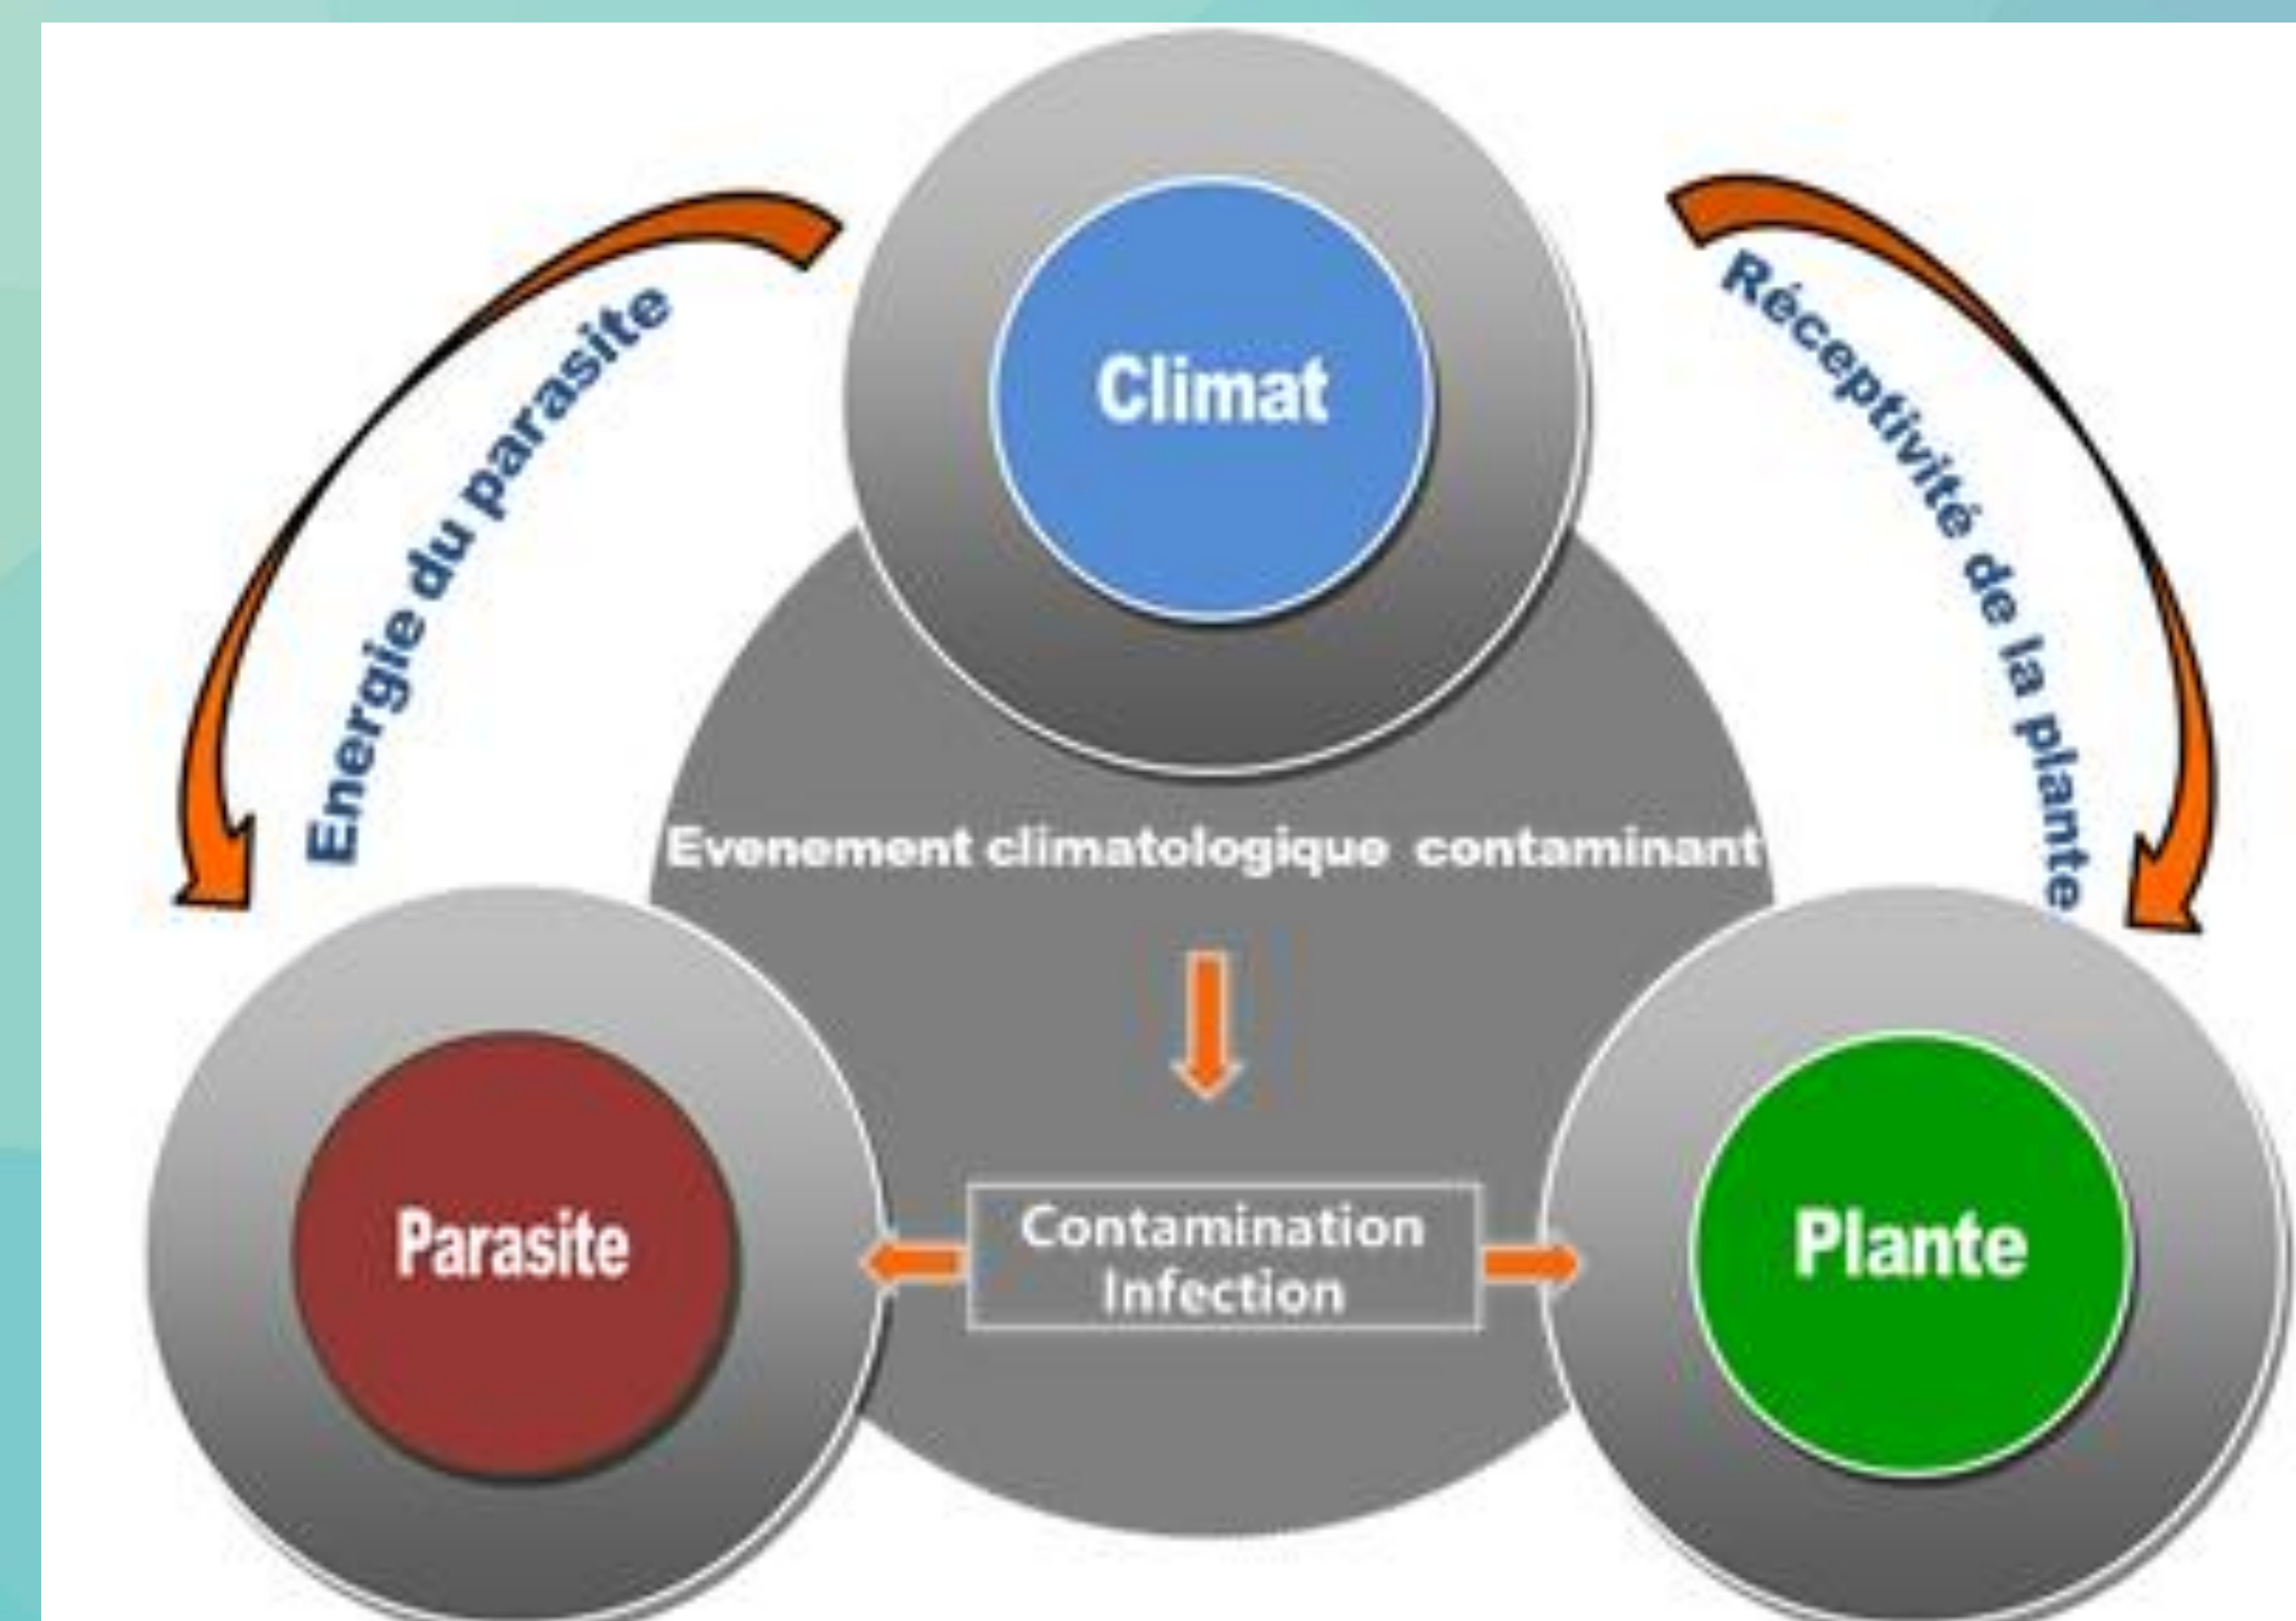 Climat
Energie du parasite
Réceptivité de la plante
Evenement climatologique contaminant
Contamination
Infection
Parasite
Plante